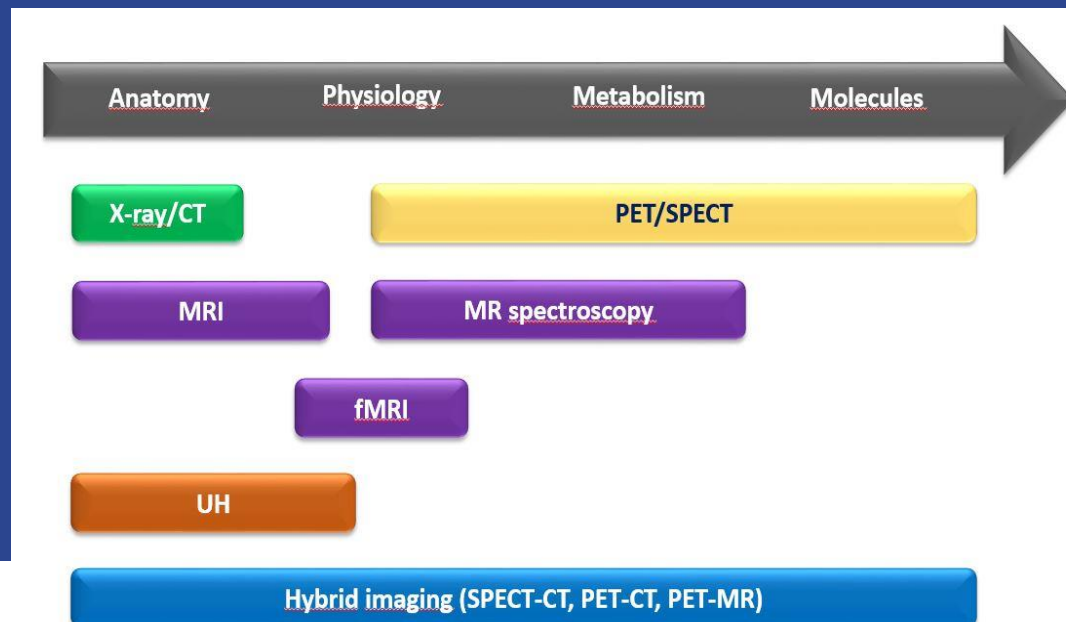 Anatomy Physiology Metabolism Molecules
X-ray/CT PET/SPECT
MRI MR spectroscopy
fMRI
UH
Hybrid imaging (SPECT-CT, PET-CT, PET-MR)